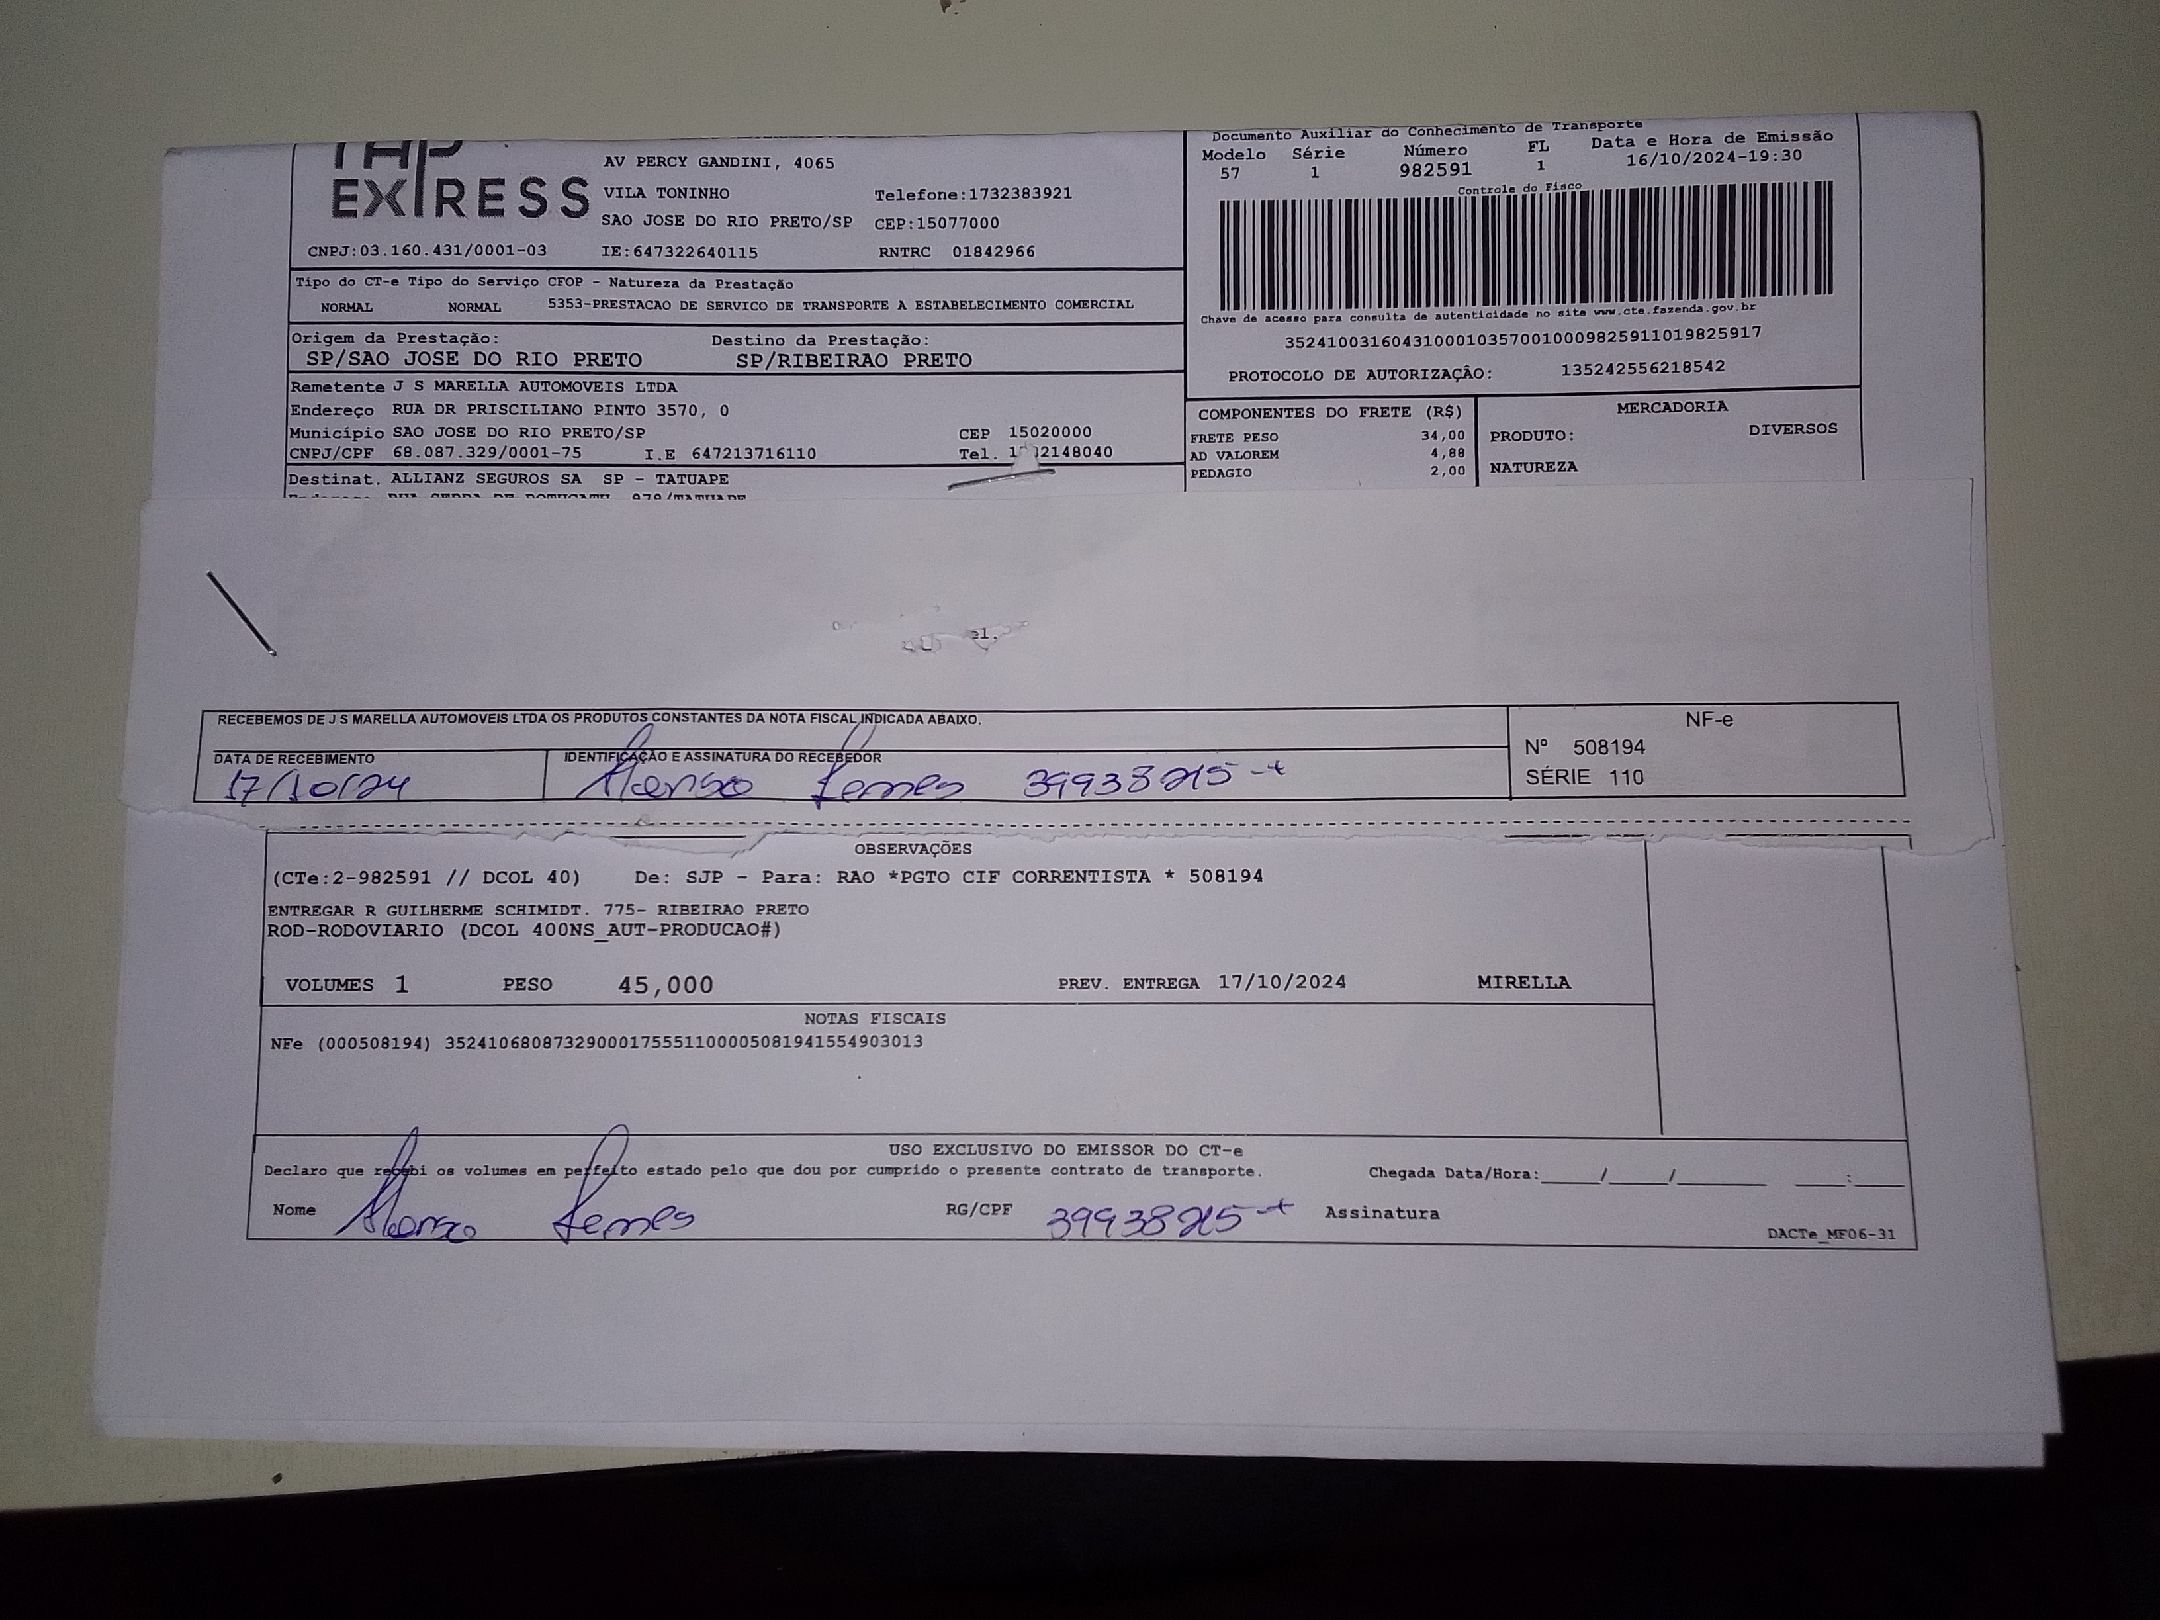 EXPRESS
AV PERCY GANDINI, 4065
VILA TONINHO
Telefone:1732383921
SAO JOSE DO RIO PRETO/SP CEP:15077000
CNPJ:03.160.431/0001-03 IE:647322640115 RNTRC 01842966
Documento Auxiliar do Conhecimento de Transporte
Modelo Série Número FL Data e Hora de Emissão
57 1 982591 1 16/10/2024-19:30
Controle do Fisco
Chave de acesso para consulta de autenticidade no site www.cte.fazenda.gov.br
35241003160431000103570010009825911019825917
PROTOCOLO DE AUTORIZAÇÃO: 135242556218542
Tipo do CT-e Tipo do Serviço CFOP - Natureza da Prestação
NORMAL NORMAL 5353-PRESTACAO DE SERVICO DE TRANSPORTE A ESTABELECIMENTO COMERCIAL
Origem da Prestação: Destino da Prestação:
SP/SAO JOSE DO RIO PRETO SP/RIBEIRAO PRETO
Remetente J S MARELLA AUTOMOVEIS LTDA
Endereço RUA DR PRISCILIANO PINTO 3570, 0
Município SAO JOSE DO RIO PRETO/SP CEP 15020000
CNPJ/CPF 68.087.329/0001-75 I.E 647213716110 Tel. 2148040
Destinat. ALLIANZ SEGUROS SA SP - TATUAPE
COMPONENTES DO FRETE (R$)
FRETE PESO 34,00
AD VALOREM 4,88
PEDAGIO 2,00
MERCADORIA
PRODUTO: DIVERSOS
NATUREZA
el.
RECEBEMOS DE J S MARELLA AUTOMOVEIS LTDA OS PRODUTOS CONSTANTES DA NOTA FISCAL INDICADA ABAIXO.
DATA DE RECEBIMENTO IDENTIFICAÇÃO E ASSINATURA DO RECEBEDOR
17/10/24 39938215-+
NF-e
Nº 508194
SÉRIE 110
OBSERVAÇÕES
(CTe:2-982591 // DCOL 40) De: SJP - Para: RAO *PGTO CIF CORRENTISTA * 508194
ENTREGAR R GUILHERME SCHIMIDT. 775- RIBEIRAO PRETO
ROD-RODOVIARIO (DCOL 400NS_AUT-PRODUCAO#)
VOLUMES 1 PESO 45,000 PREV. ENTREGA 17/10/2024 MIRELLA
NOTAS FISCAIS
NFe (000508194) 35241068087329000175551100005081941554903013
USO EXCLUSIVO DO EMISSOR DO CT-e
Declaro que recebi os volumes em perfeito estado pelo que dou por cumprido o presente contrato de transporte. Chegada Data/Hora:____/____/______ ____:____
Nome RG/CPF 39938215-+ Assinatura
DACTe_MF06-31